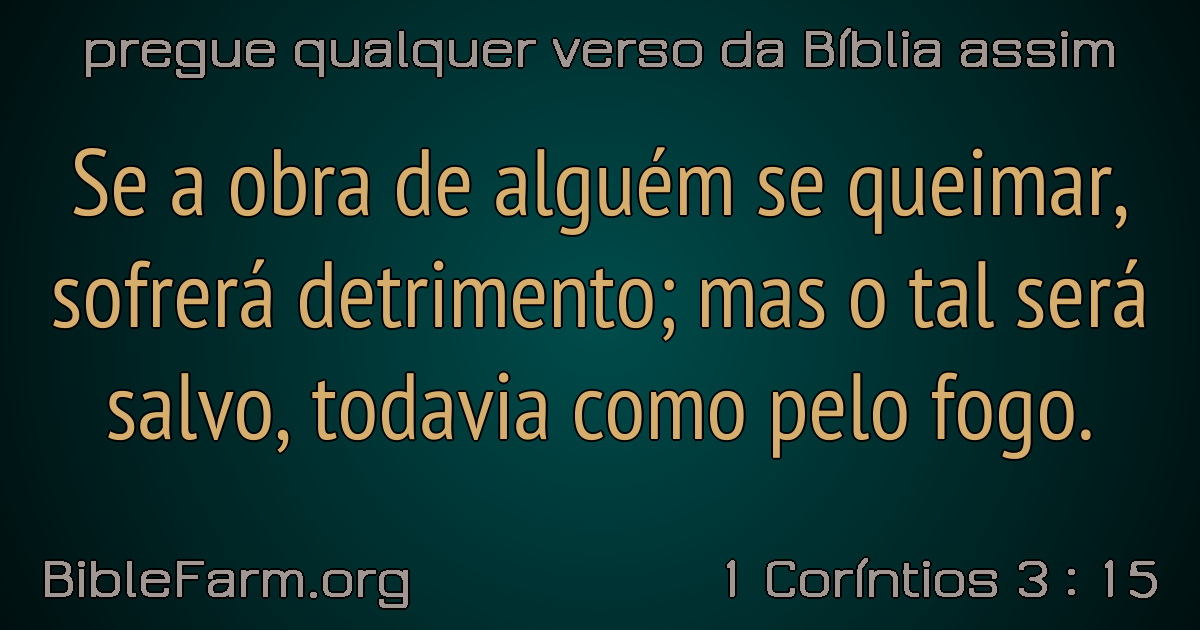 pregue qualquer verso da Bíblia assim
Se a obra de alguém se queimar,
sofrerá detrimento; mas o tal será
salvo, todavia como pelo fogo.
BibleFarm.org
1 Coríntios 3 : 15